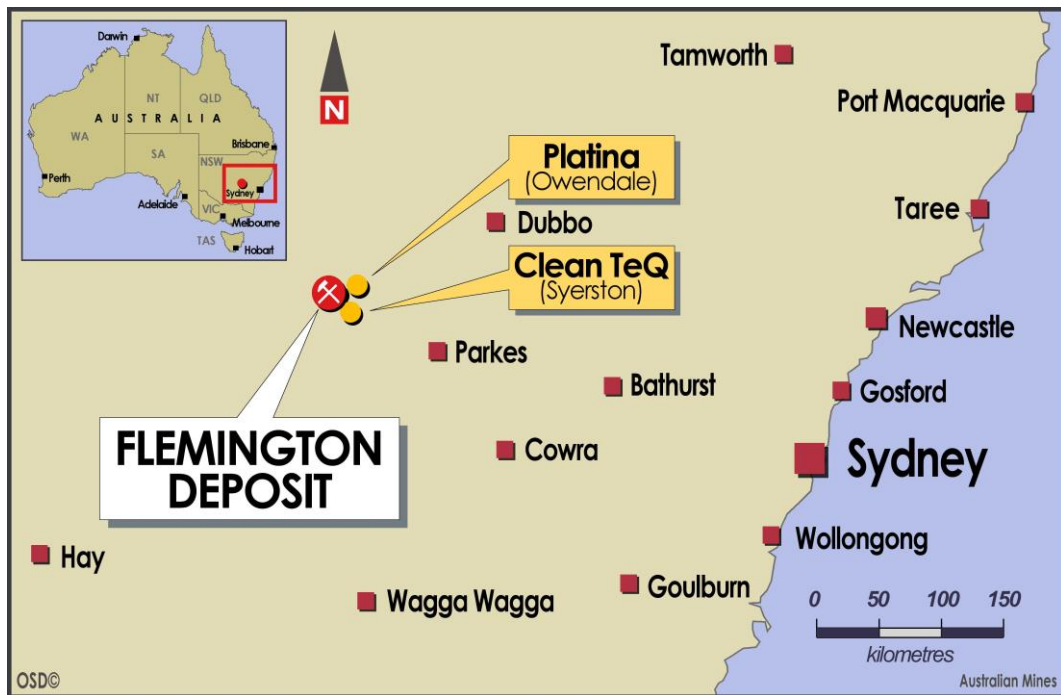 Darwin
NT
QLD
AUSTRALIA
WA
SA
Brisbane
NSW
Perth
Sydney
Adelaide
VIC
Melbourne
TAS
Hobart
N
Tamworth
Port Macquarie
Platina
(Owendale)
Dubbo
Taree
Clean TeQ
(Syerston)
Newcastle
Parkes
Bathurst
Gosford
FLEMINGTON
DEPOSIT
Cowra
Sydney
Hay
Wollongong
Wagga Wagga
Goulburn
0 50 100 150
kilometres
OSD©
Australian Mines